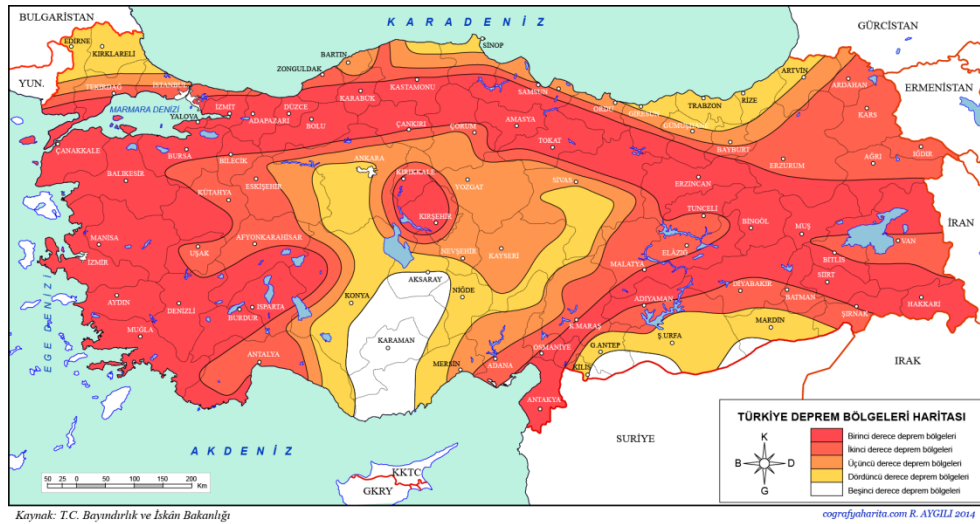 BULGARİSTAN
K A R A D E N İ Z
GÜRCİSTAN
EDİRNE
KIRKLARELİ
SİNOP
BARTIN
ZONGULDAK
YUN.
TEKİRDAĞ
İSTANBUL
KASTAMONU
KARABÜK
SAMSUN
ARTVİN
RİZE
TRABZON
ORDU
GİRESUN
GÜMÜŞHANE
ARDAHAN
KARS
ERMENİSTAN
MARMARA DENİZİ
YALOVA
İZMİT
ADAPAZARI
DÜZCE
BOLU
ÇANKIRI
ÇORUM
AMASYA
TOKAT
BAYBURT
ERZURUM
AĞRI
IĞDIR
ÇANAKKALE
BURSA
BİLECİK
BALIKESİR
ESKİŞEHİR
KÜTAHYA
ANKARA
KIRIKKALE
YOZGAT
SİVAS
ERZİNCAN
TUNCELİ
BİNGÖL
MUŞ
İRAN
KIRŞEHİR
MANİSA
İZMİR
UŞAK
AFYONKARAHİSAR
NEVŞEHİR
KAYSERİ
ELAZIĞ
MALATYA
BİTLİS
VAN
SİİRT
AKSARAY
NİĞDE
KONYA
AYDIN
DENİZLİ
ISPARTA
BURDUR
MUĞLA
ADIYAMAN
DİYABAKIR
BATMAN
HAKKARİ
ŞIRNAK
MARDİN
K.MARAŞ
KARAMAN
OSMANİYE
G.ANTEP
Ş.URFA
KİLİS
ANTALYA
MERSİN
ADANA
ANTAKYA
EGE DENİZİ
A K D E N İ Z
IRAK
SURİYE
KKTC
GKRY
50 25 0 50 100 150 200
Km
TÜRKİYE DEPREM BÖLGELERİ HARİTASI
K
B D
G
Birinci derece deprem bölgeleri
İkinci derece deprem bölgeleri
Üçüncü derece deprem bölgeleri
Dördüncü derece deprem bölgeleri
Beşinci derece deprem bölgeleri
Kaynak: T.C. Bayındırlık ve İskân Bakanlığı
cografyaharita.com R. AYGILI 2014